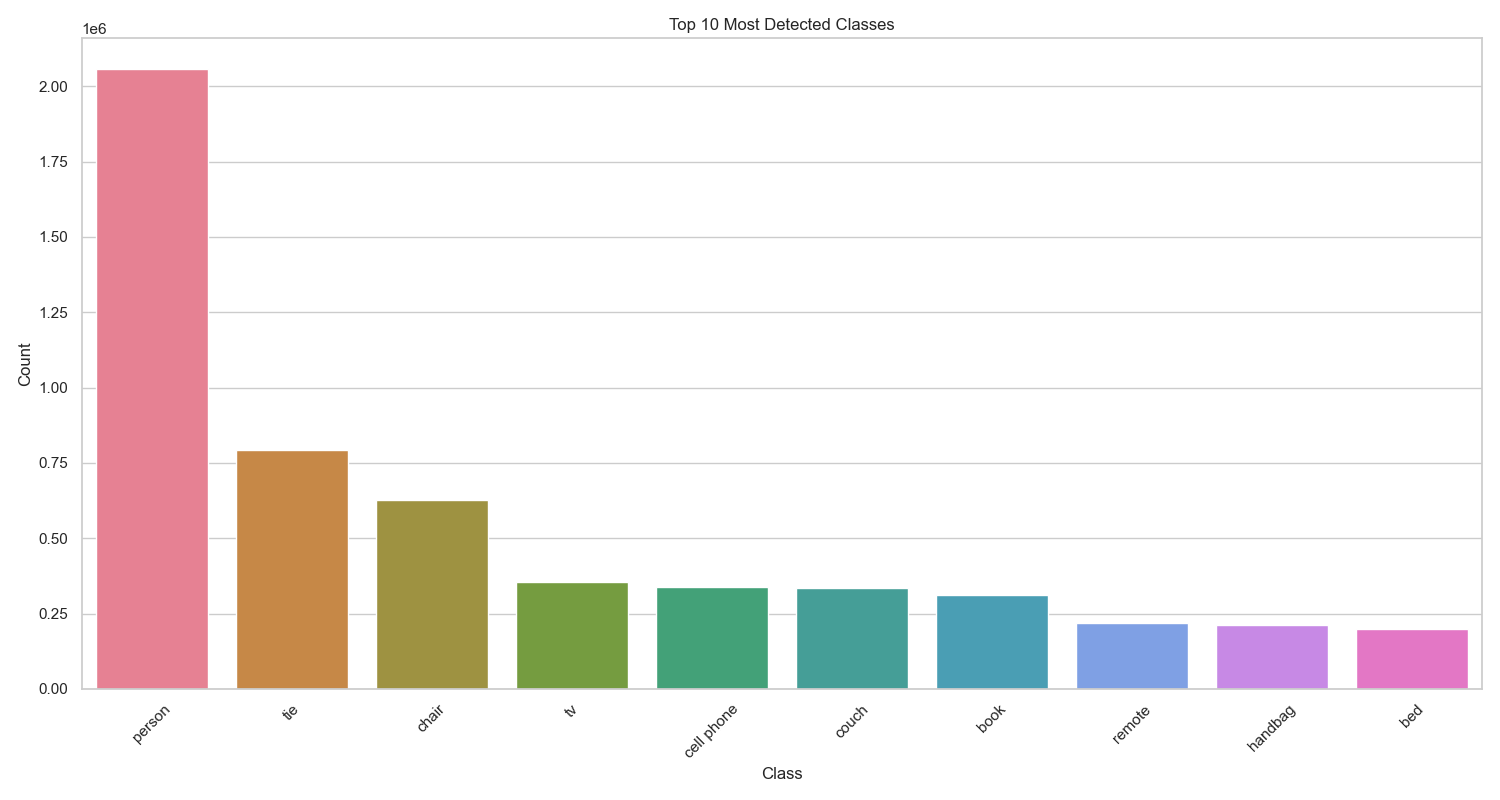 Top 10 Most Detected Classes
1e6
2.00
1.75
1.50
1.25
1.00
0.75
0.50
0.25
0.00
Count
person
tie
chair
tv
cell phone
couch
book
remote
handbag
bed
Class